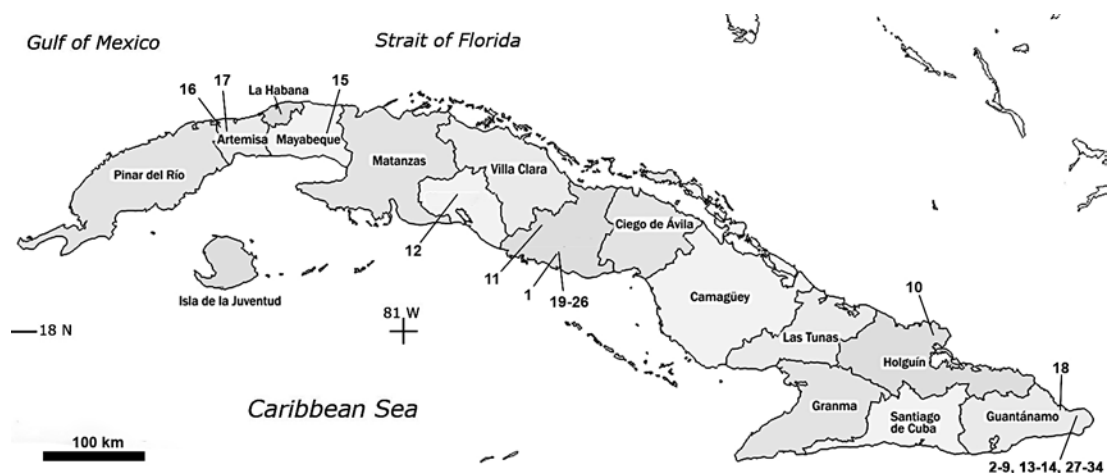 Gulf of Mexico
Strait of Florida
17
15
16
La Habana
Artemisa
Mayabeque
Pinar del Río
Matanzas
Villa Clara
Ciego de Ávila
12
11
1
19-26
Isla de la Juventud
Camagüey
10
18 N
81 W
Las Tunas
Holguín
18
Caribbean Sea
Granma
Santiago
de Cuba
Guantánamo
100 km
2-9, 13-14, 27-34